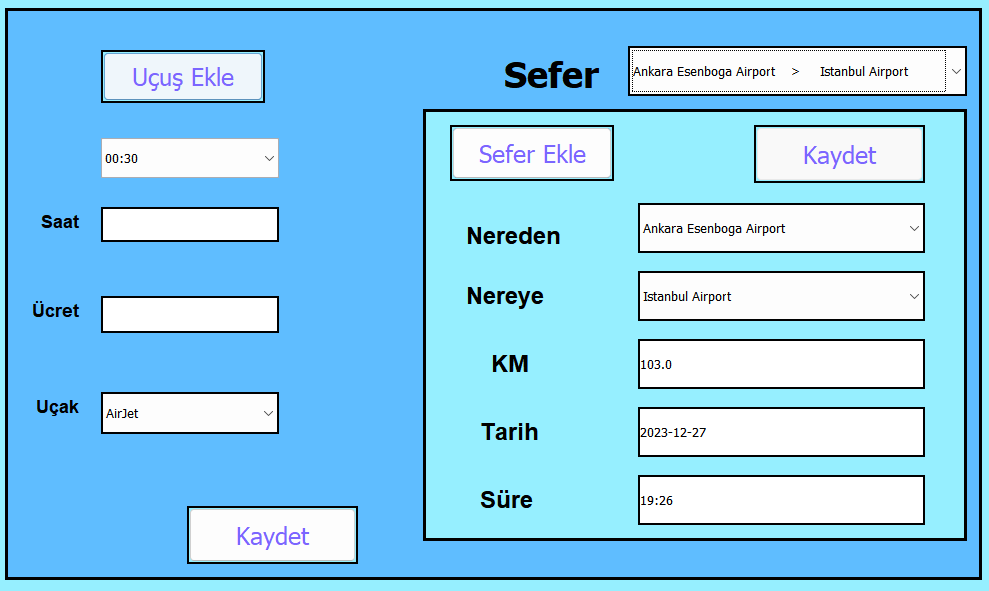 Uçuş Ekle
00:30
Saat
Ücret
Uçak
AirJet
Kaydet
Sefer
Ankara Esenboga Airport > Istanbul Airport
Sefer Ekle
Kaydet
Nereden
Ankara Esenboga Airport
Nereye
Istanbul Airport
KM
103.0
Tarih
2023-12-27
Süre
19:26